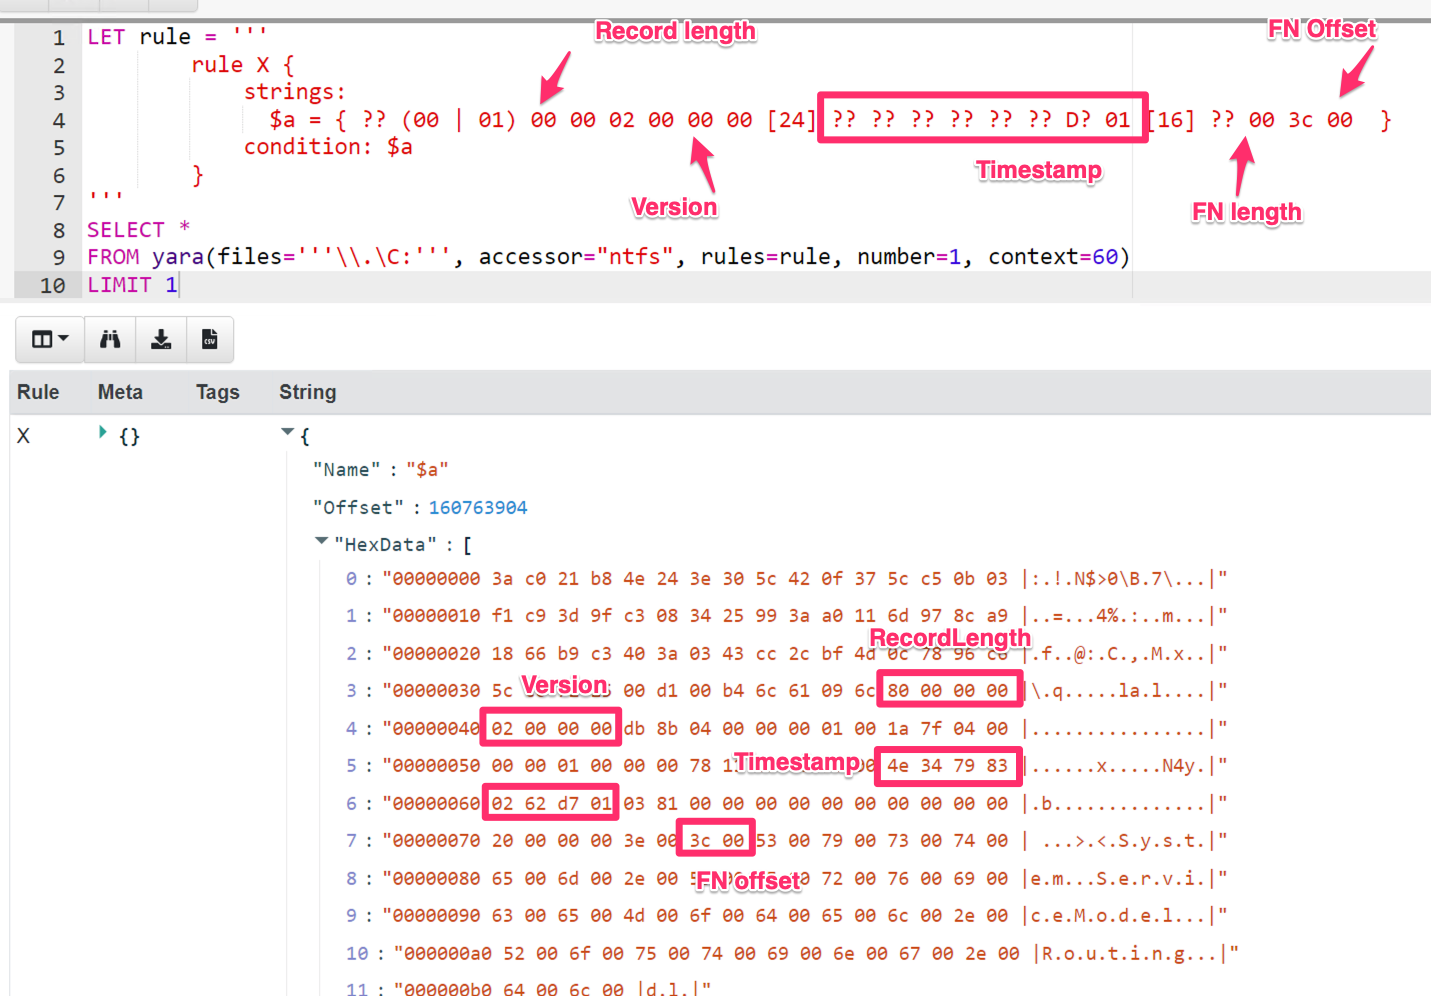 Record length
FN Offset
1 LET rule = '''
2 rule X {
3 strings:
4 $a = { ?? (00 | 01) 00 00 02 00 00 00 [24] ?? ?? ?? ?? ?? ?? D? 01 [16] ?? 00 3c 00 }
5 condition: $a
6 }
7 '''
Timestamp
Version
FN length
8 SELECT *
9 FROM yara(files='''\\.\C:''', accessor="ntfs", rules=rule, number=1, context=60)
10 LIMIT 1
CSV
Rule Meta Tags String
X {} {
"Name" : "$a"
"Offset" : 160763904
"HexData" : [
0 : "00000000 3a c0 21 b8 4e 24 3e 30 5c 42 0f 37 5c c5 0b 03 |:.!.N$>0\B.7\...|"
1 : "00000010 f1 c9 3d 9f c3 08 34 25 99 3a a0 11 6d 97 8c a9 |..=...4%.:..m...|"
RecordLength
2 : "00000020 18 66 b9 c3 40 3a 03 43 cc 2c bf 4d 0c 78 96 c6 |.f..@:.C.,.M.x..|"
Version
3 : "00000030 5c 00 d1 00 b4 6c 61 09 6c 80 00 00 00 |\.q.....la.l....|"
4 : "00000040 02 00 00 00 db 8b 04 00 00 00 01 00 1a 7f 04 00 |................|"
Timestamp
5 : "00000050 00 00 01 00 00 00 78 4e 34 79 83 |......x.....N4y.|"
6 : "00000060 02 62 d7 01 03 81 00 00 00 00 00 00 00 00 00 00 |.b..............|"
7 : "00000070 20 00 00 00 3e 00 3c 00 53 00 79 00 73 00 74 00 | ...>.<.S.y.s.t.|"
FN offset
8 : "00000080 65 00 6d 00 2e 00 72 00 76 00 69 00 |e.m...S.e.r.v.i.|"
9 : "00000090 63 00 65 00 4d 00 6f 00 64 00 65 00 6c 00 2e 00 |c.e.M.o.d.e.l...|"
10 : "000000a0 52 00 6f 00 75 00 74 00 69 00 6e 00 67 00 2e 00 |R.o.u.t.i.n.g...|"
11 : "000000b0 64 00 6c 00 |d.l.|"